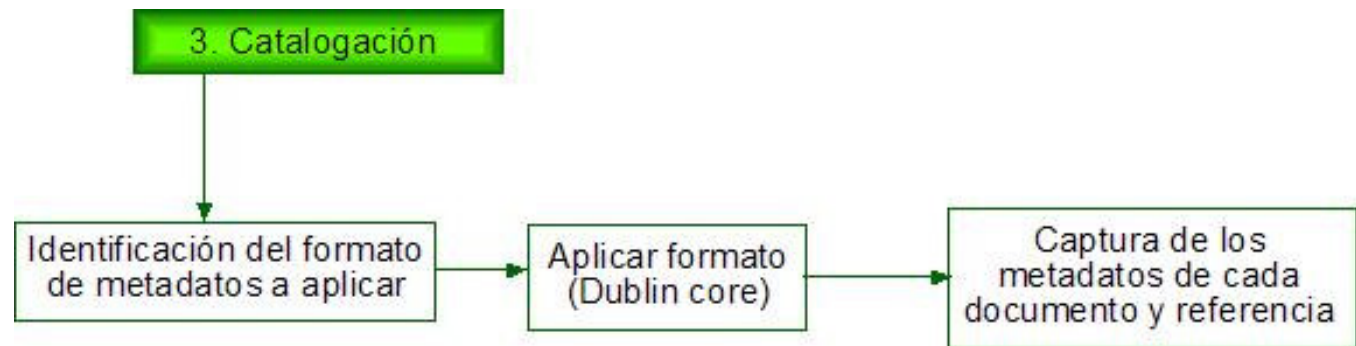 3. Catalogación
Identificación del formato
de metadatos a aplicar
Aplicar formato
(Dublin core)
Captura de los
metadatos de cada
documento y referencia